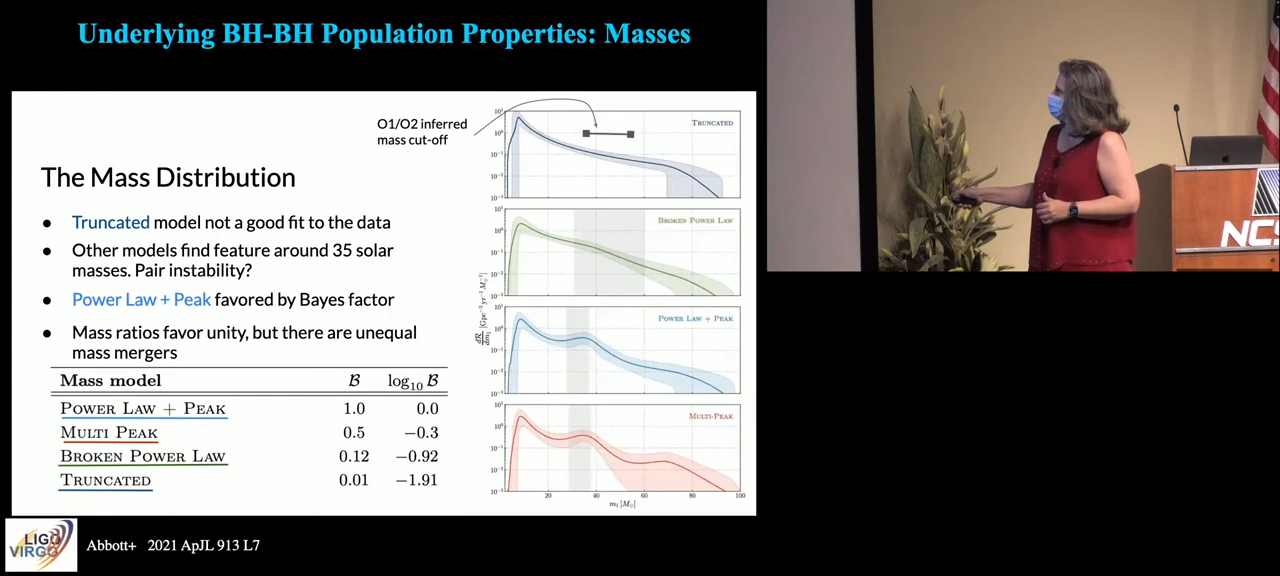 Underlying BH-BH Population Properties: Masses
O1/O2 inferred
mass cut-off
The Mass Distribution
● Truncated model not a good fit to the data
● Other models find feature around 35 solar
masses. Pair instability?
● Power Law + Peak favored by Bayes factor
● Mass ratios favor unity, but there are unequal
mass mergers
Mass model B log₁₀ B
Power Law + Peak 1.0 0.0
Multi Peak 0.5 −0.3
Broken Power Law 0.12 −0.92
Truncated 0.01 −1.91
Truncated
Broken Power Law
Power Law + Peak
Multi-Peak
20 40 60 80 100
m₁ [M⊙]
LIGO
VIRGO
Abbott+ 2021 ApJL 913 L7
NCS